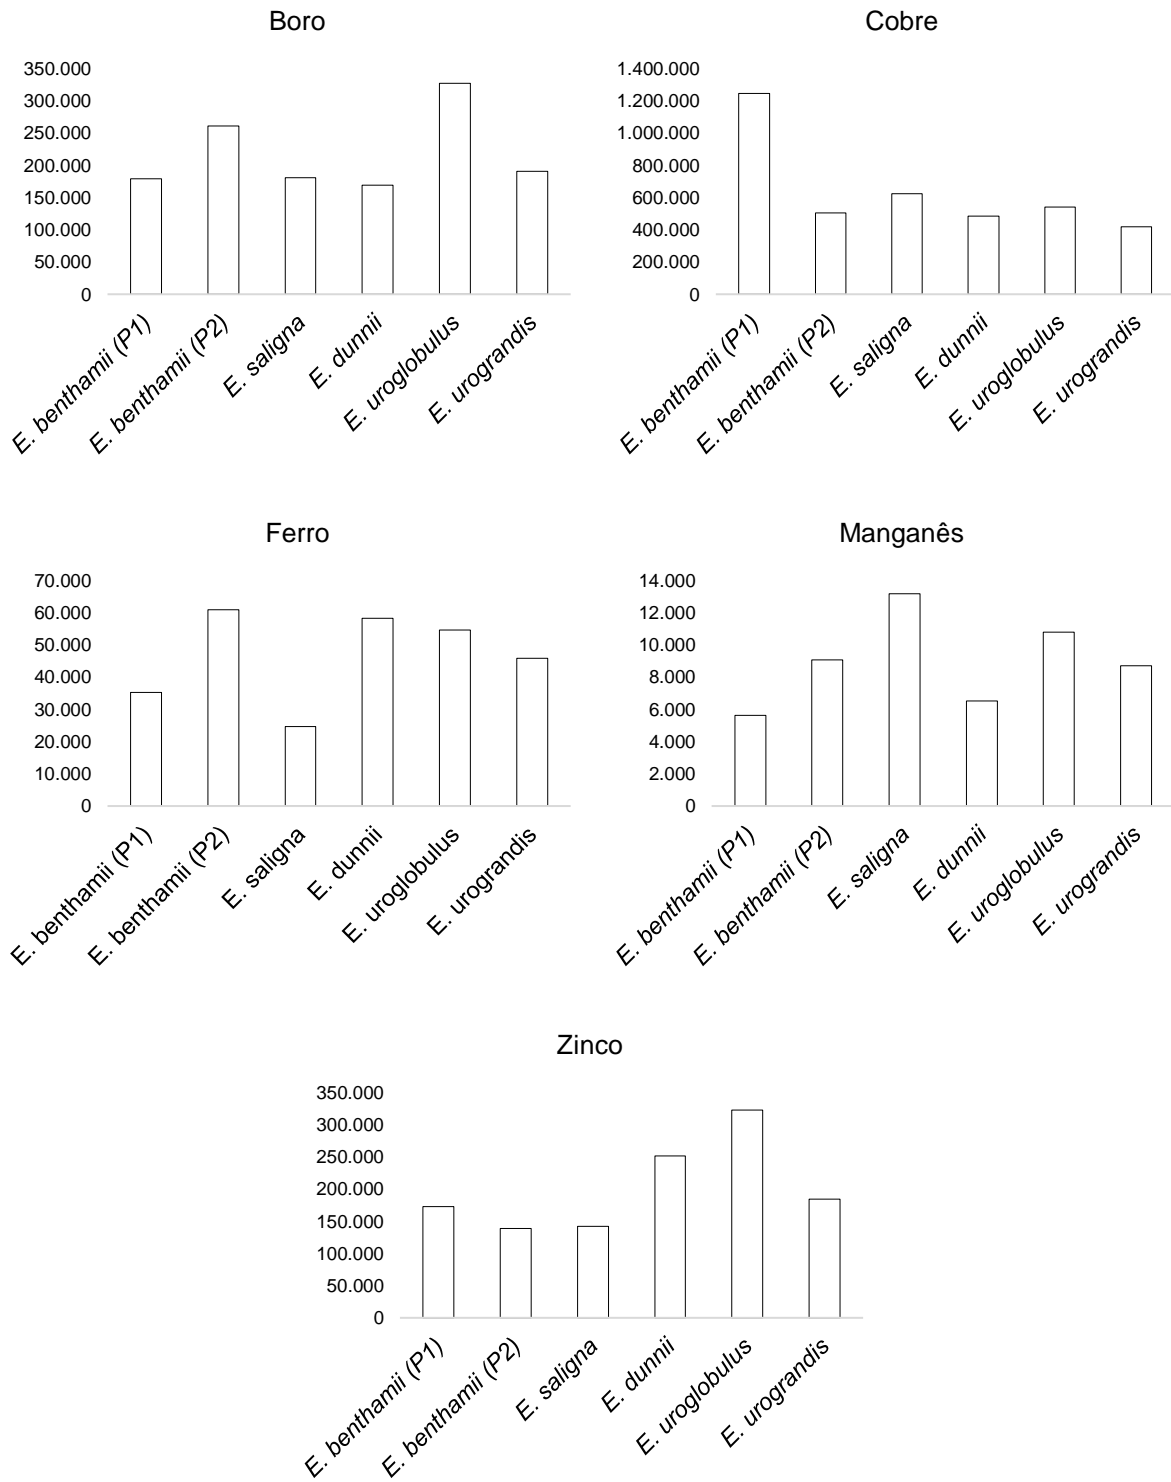 Boro
350.000
300.000
250.000
200.000
150.000
100.000
50.000
0
E. benthamii (P1)
E. benthamii (P2)
E. saligna
E. dunnii
E. uroglobulus
E. urograndis
Cobre
1.400.000
1.200.000
1.000.000
800.000
600.000
400.000
200.000
0
E. benthamii (P1)
E. benthamii (P2)
E. saligna
E. dunnii
E. uroglobulus
E. urograndis
Ferro
70.000
60.000
50.000
40.000
30.000
20.000
10.000
0
E. benthamii (P1)
E. benthamii (P2)
E. saligna
E. dunnii
E. uroglobulus
E. urograndis
Manganês
14.000
12.000
10.000
8.000
6.000
4.000
2.000
0
E. benthamii (P1)
E. benthamii (P2)
E. saligna
E. dunnii
E. uroglobulus
E. urograndis
Zinco
350.000
300.000
250.000
200.000
150.000
100.000
50.000
0
E. benthamii (P1)
E. benthamii (P2)
E. saligna
E. dunnii
E. uroglobulus
E. urograndis